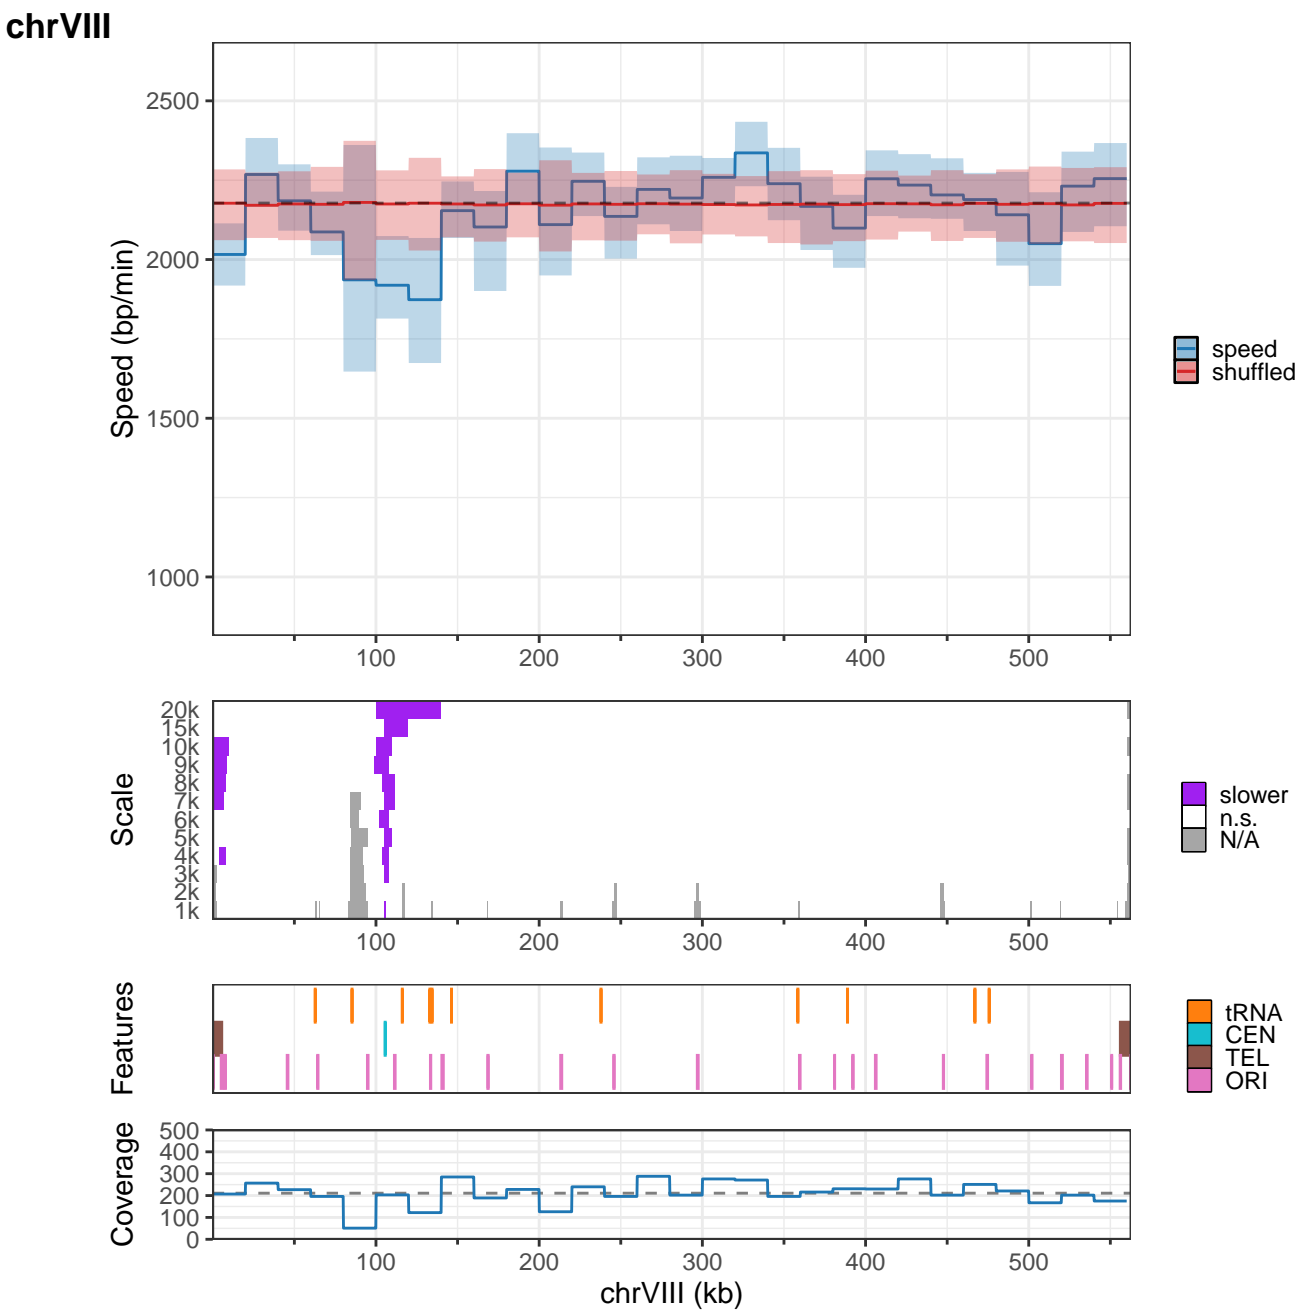 chrVIII
2500
2000
1500
1000
Speed (bp/min)
100 200 300 400 500
speed
shuffled
20k
15k
10k
9k
8k
7k
6k
5k
4k
3k
2k
1k
Scale
100 200 300 400 500
slower
n.s.
N/A
Features
tRNA
CEN
TEL
ORI
Coverage
500
400
300
200
100
0
100 200 300 400 500
chrVIII (kb)